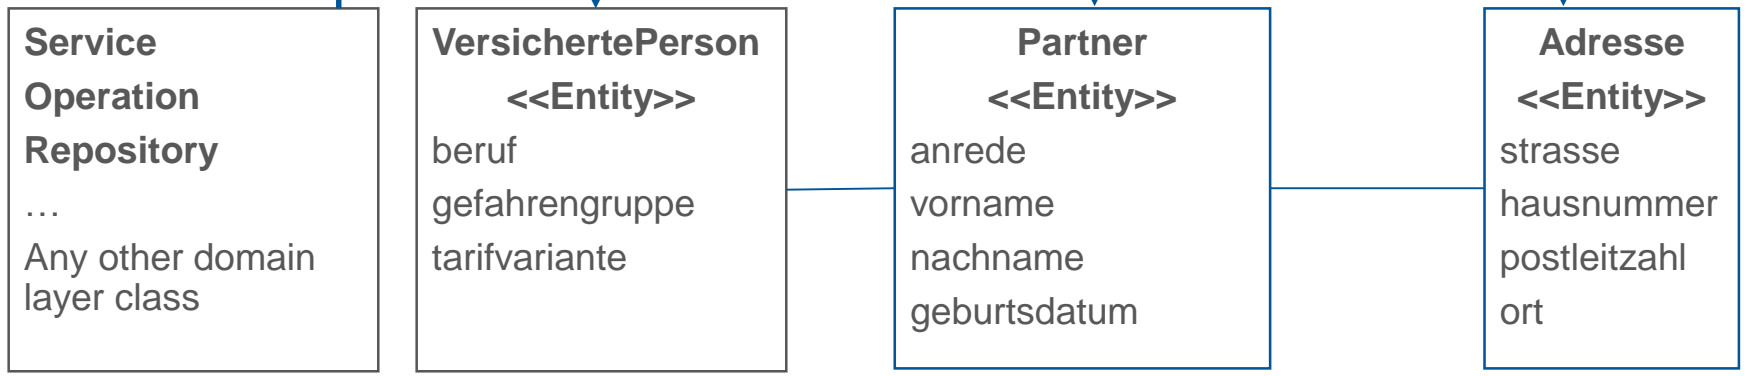 Service
Operation
Repository
…
Any other domain
layer class
VersichertePerson
<<Entity>>
beruf
gefahrengruppe
tarifvariante
Partner
<<Entity>>
anrede
vorname
nachname
geburtsdatum
Adresse
<<Entity>>
strasse
hausnummer
postleitzahl
ort